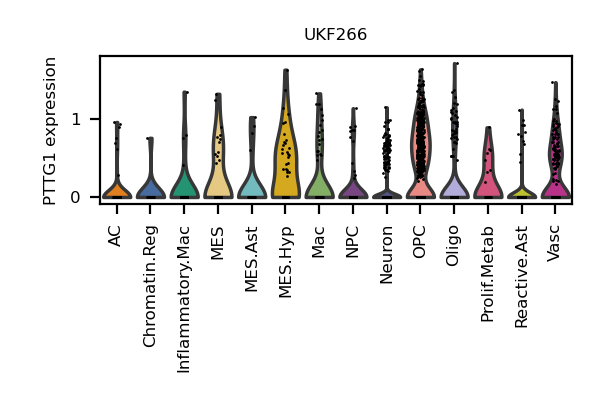 UKF266
PTTG1 expression
1
0
AC
Chromatin.Reg
Inflammatory.Mac
MES
MES.Ast
MES.Hyp
Mac
NPC
Neuron
OPC
Oligo
Prolif.Metab
Reactive.Ast
Vasc